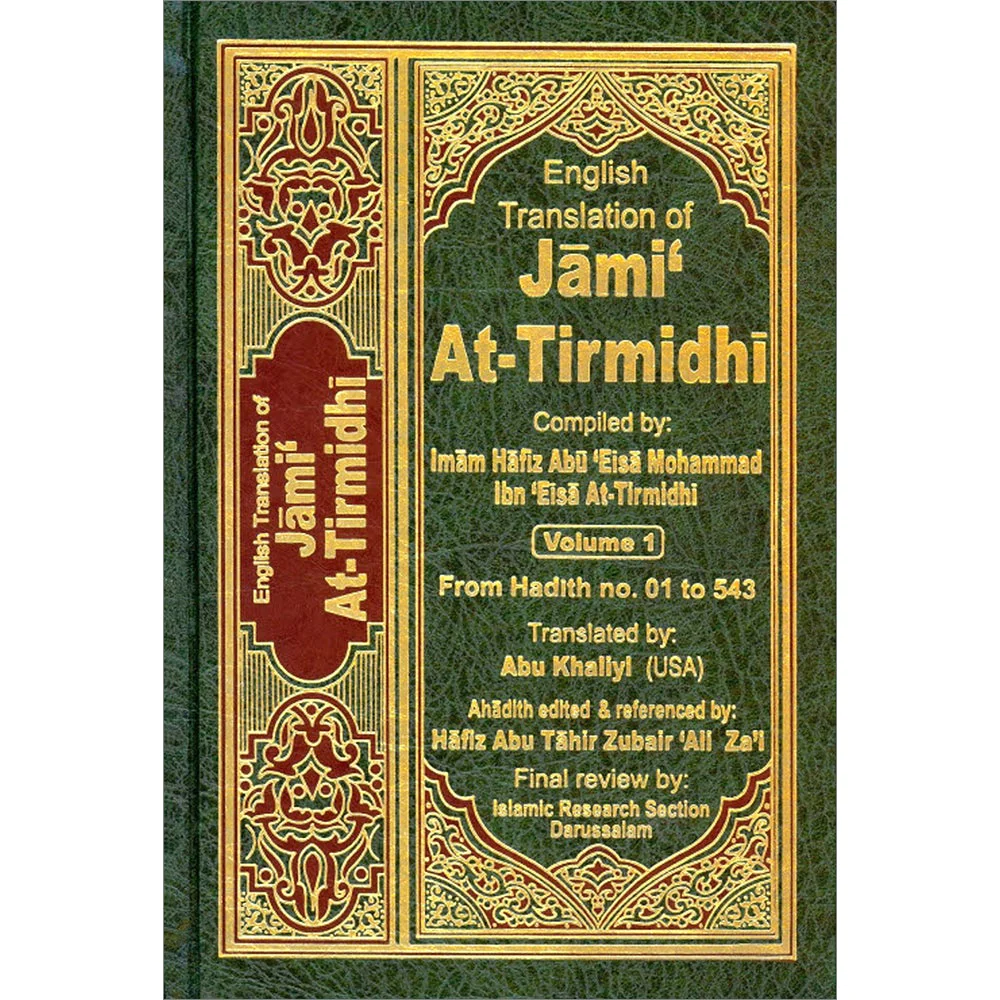 English Translation of
Jāmi‘
At-Tirmidhī
English
Translation of
Jāmi‘
At-Tirmidhī
Compiled by:
Imām Hāfiz Abū ‘Eisā Mohammad
Ibn ‘Eisā At-Tirmidhi
Volume 1
From Hadith no. 01 to 543
Translated by:
Abu Khaliyl (USA)
Ahādith edited & referenced by:
Hāfiz Abu Tāhir Zubair ‘Ali Za'i
Final review by:
Islamic Research Section
Darussalam